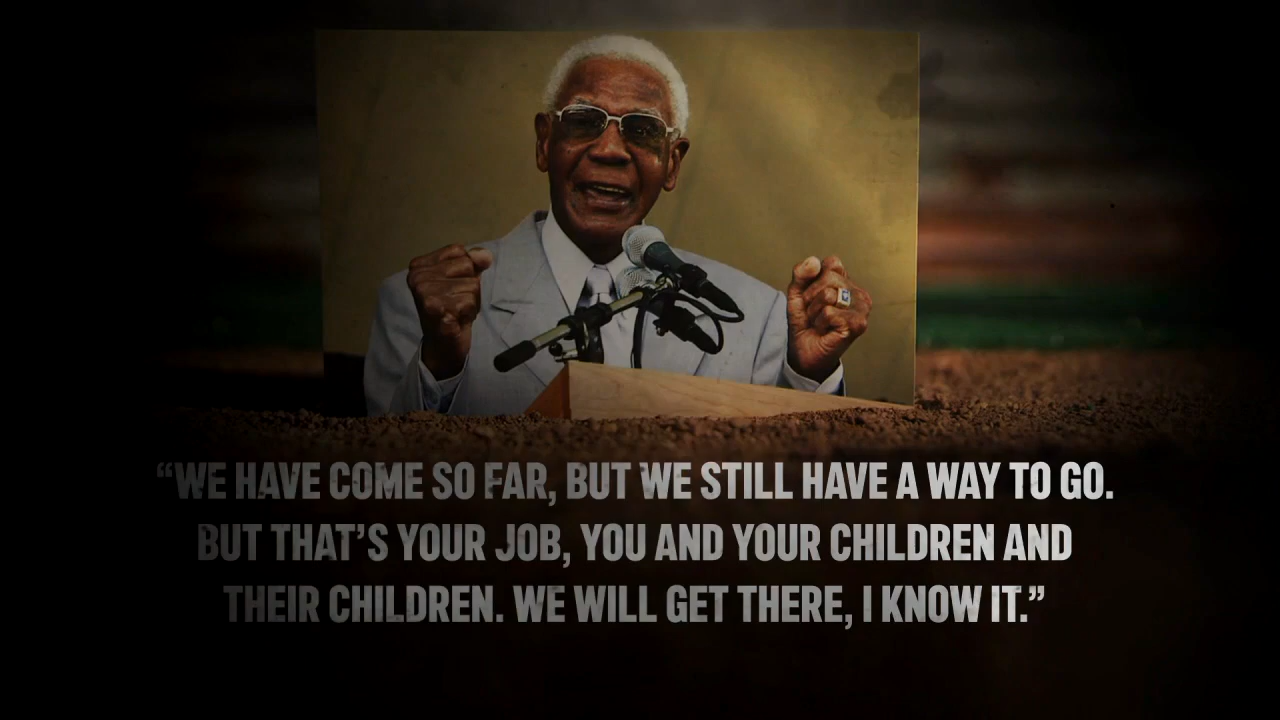 “WE HAVE COME SO FAR, BUT WE STILL HAVE A WAY TO GO.
BUT THAT’S YOUR JOB, YOU AND YOUR CHILDREN AND
THEIR CHILDREN. WE WILL GET THERE, I KNOW IT.”